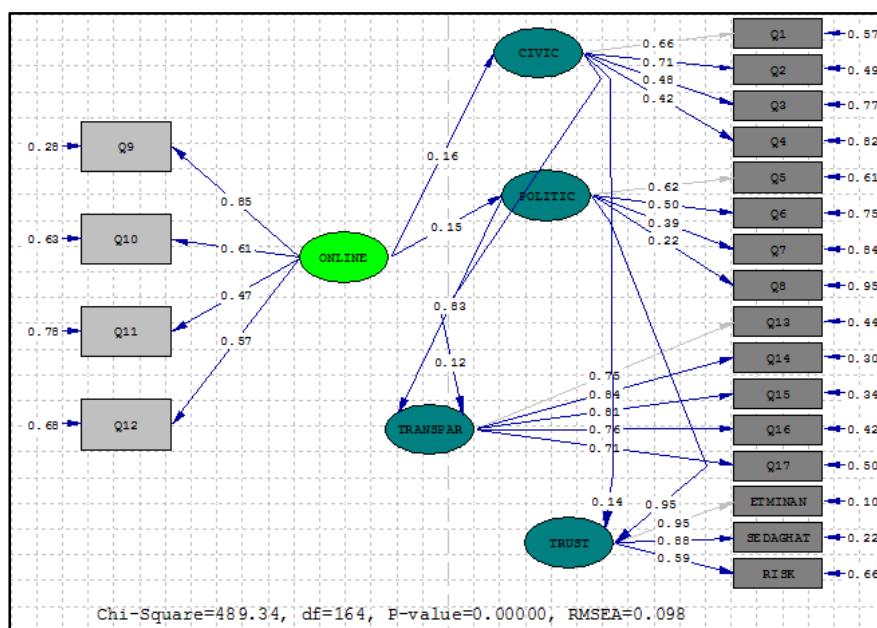 CIVIC
POLITIC
ONLINE
TRANSPAR
TRUST
0.28
Q9
0.63
Q10
0.78
Q11
0.68
Q12
0.85
0.61
0.47
0.57
0.16
0.15
0.83
0.12
0.14
0.95
0.66
Q1
0.57
0.71
Q2
0.49
0.48
Q3
0.77
0.42
Q4
0.82
0.62
Q5
0.61
0.50
Q6
0.75
0.39
Q7
0.84
0.22
Q8
0.95
0.75
Q13
0.44
0.84
Q14
0.30
0.81
Q15
0.34
0.76
Q16
0.42
0.71
Q17
0.50
0.95
ETMINAN
0.10
0.88
SEDAGHAT
0.22
0.59
RISK
0.66
Chi-Square=489.34, df=164, P-value=0.00000, RMSEA=0.098